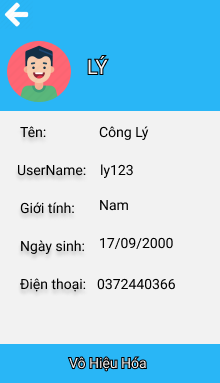 LÝ
Tên: Công Lý
UserName: ly123
Giới tính: Nam
Ngày sinh: 17/09/2000
Điện thoại: 0372440366
Vô Hiệu Hóa